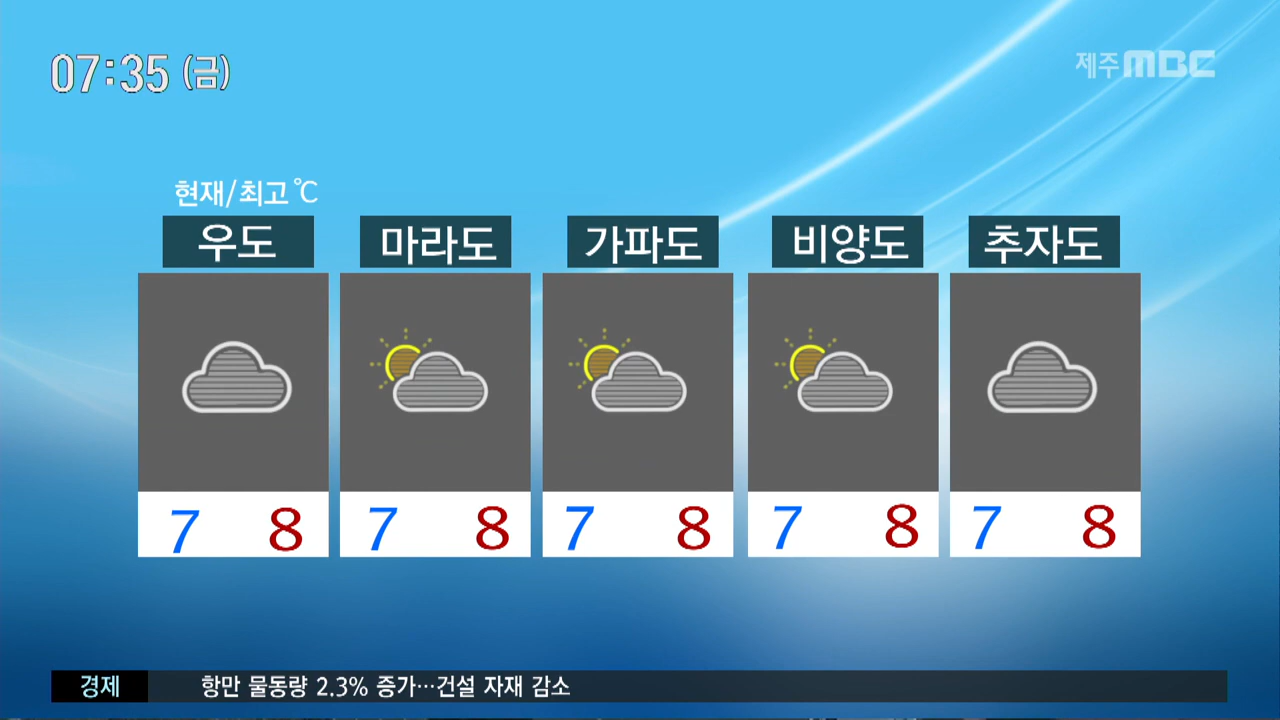 07:35 (금)
제주MBC
현재/최고 ℃
우도 마라도 가파도 비양도 추자도
7 8 7 8 7 8 7 8 7 8
경제 항만 물동량 2.3% 증가···건설 자재 감소